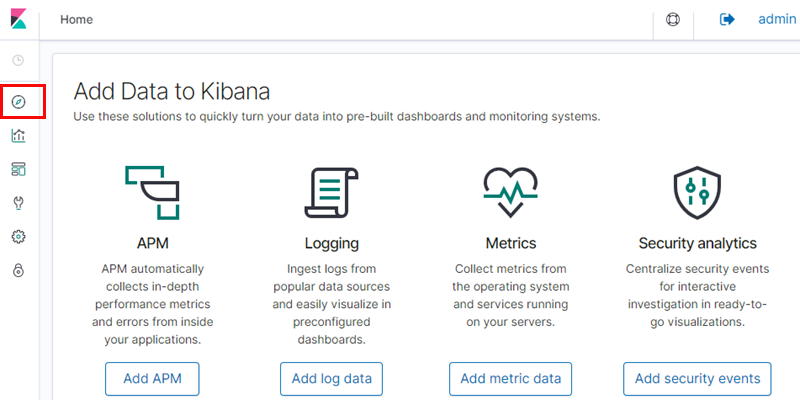 Home
admin
Add Data to Kibana
Use these solutions to quickly turn your data into pre-built dashboards and monitoring systems.
APM
APM automatically
collects in-depth
performance metrics
and errors from inside
your applications.
Add APM
Logging
Ingest logs from
popular data sources
and easily visualize in
preconfigured
dashboards.
Add log data
Metrics
Collect metrics from
the operating system
and services running
on your servers.
Add metric data
Security analytics
Centralize security events
for interactive
investigation in ready-to-
go visualizations.
Add security events